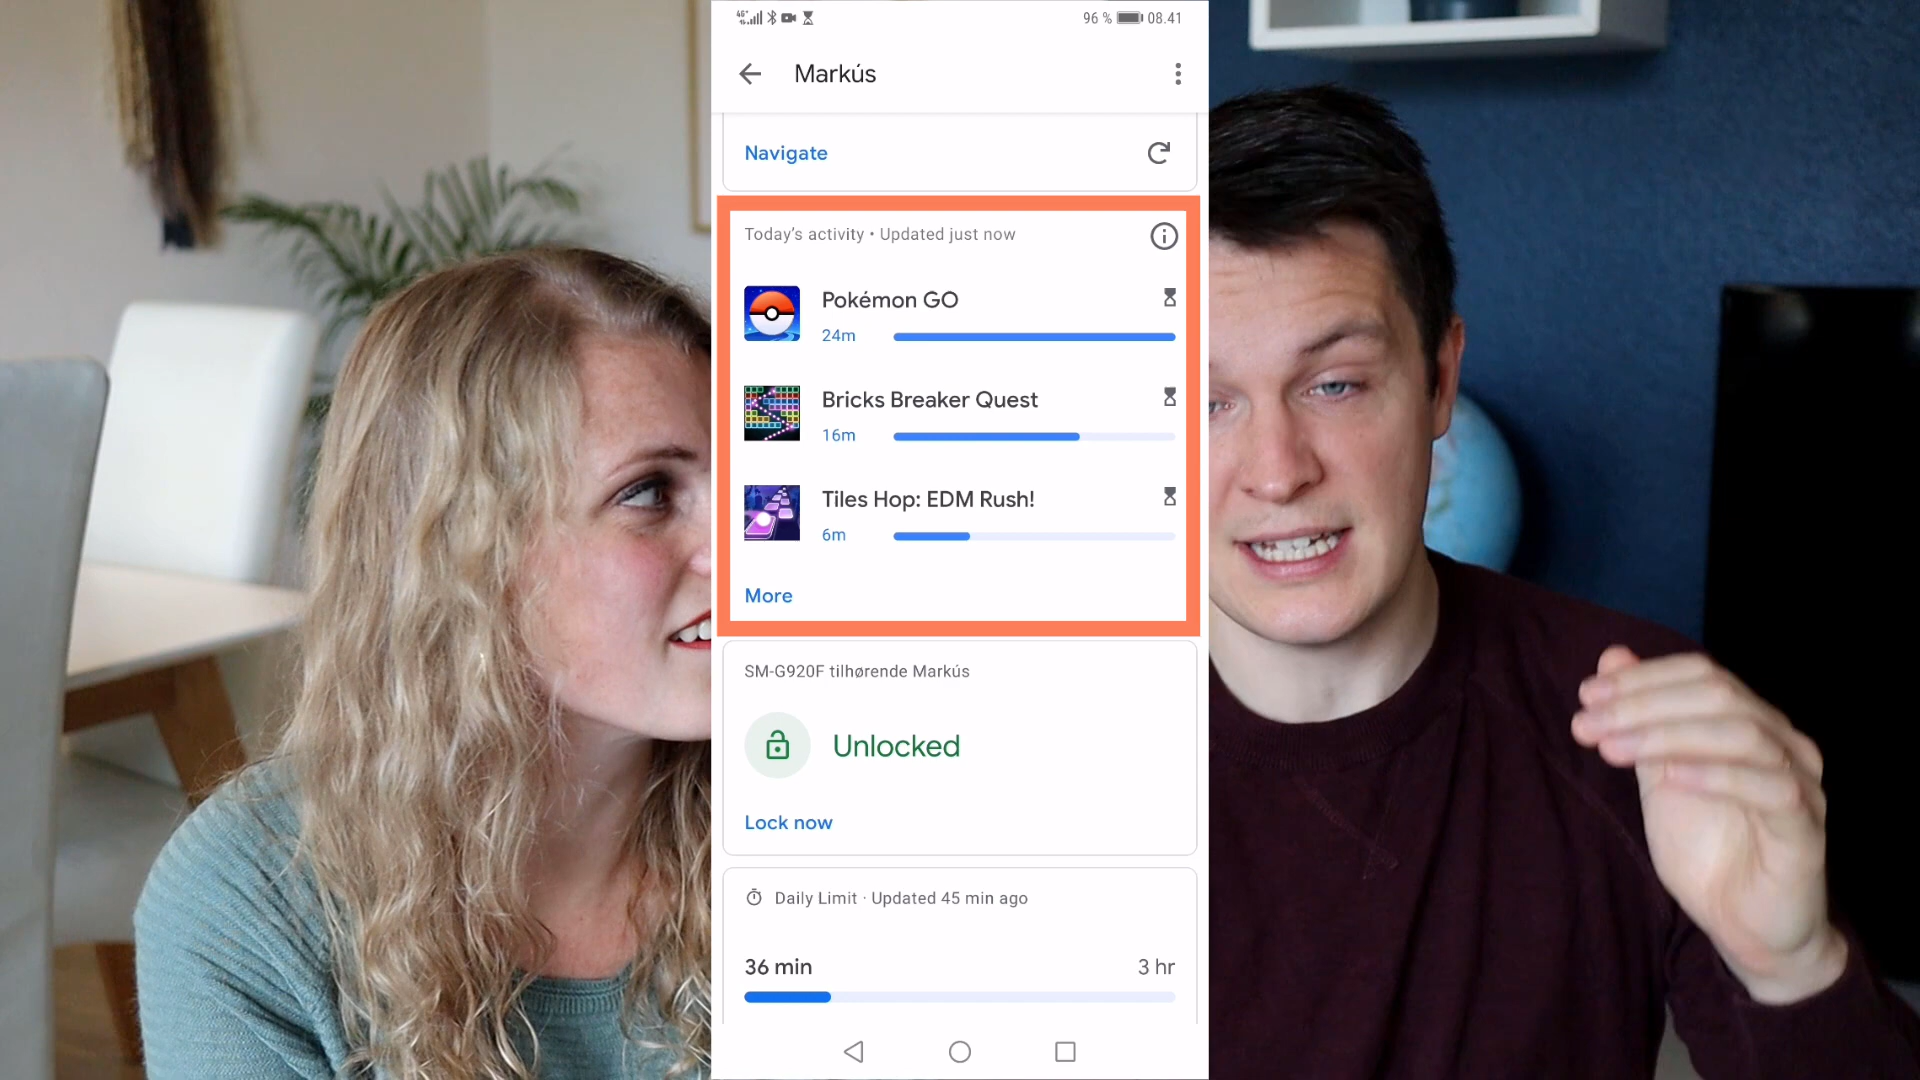 96 % 08.41
Markús
Navigate
Today's activity • Updated just now
Pokémon GO
24m
Bricks Breaker Quest
16m
Tiles Hop: EDM Rush!
6m
More
SM-G920F tilhørende Markús
Unlocked
Lock now
Daily Limit · Updated 45 min ago
36 min 3 hr